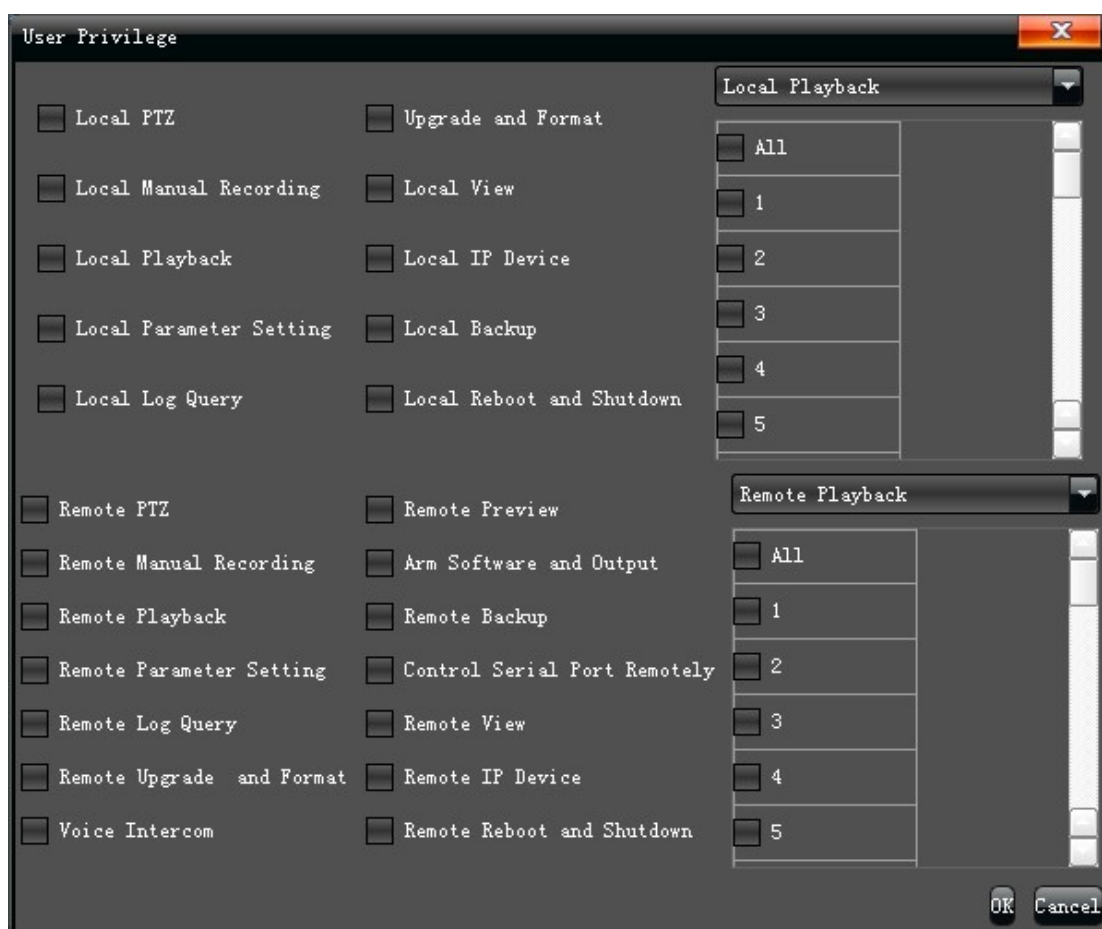 User Privilege
Local PTZ
Upgrade and Format
Local Manual Recording
Local View
Local Playback
Local IP Device
Local Parameter Setting
Local Backup
Local Log Query
Local Reboot and Shutdown
Local Playback
All
1
2
3
4
5
Remote PTZ
Remote Preview
Remote Manual Recording
Arm Software and Output
Remote Playback
Remote Backup
Remote Parameter Setting
Control Serial Port Remotely
Remote Log Query
Remote View
Remote Upgrade and Format
Remote IP Device
Voice Intercom
Remote Reboot and Shutdown
Remote Playback
All
1
2
3
4
5
OK
Cancel